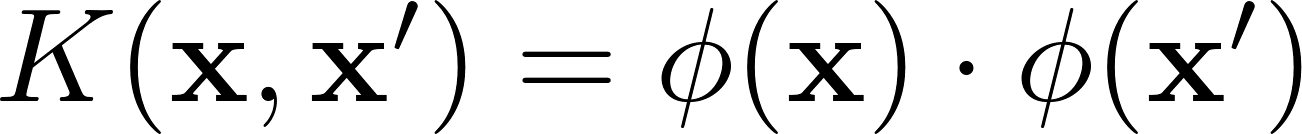 K(𝐱, 𝐱′) = ϕ(𝐱) · ϕ(𝐱′)